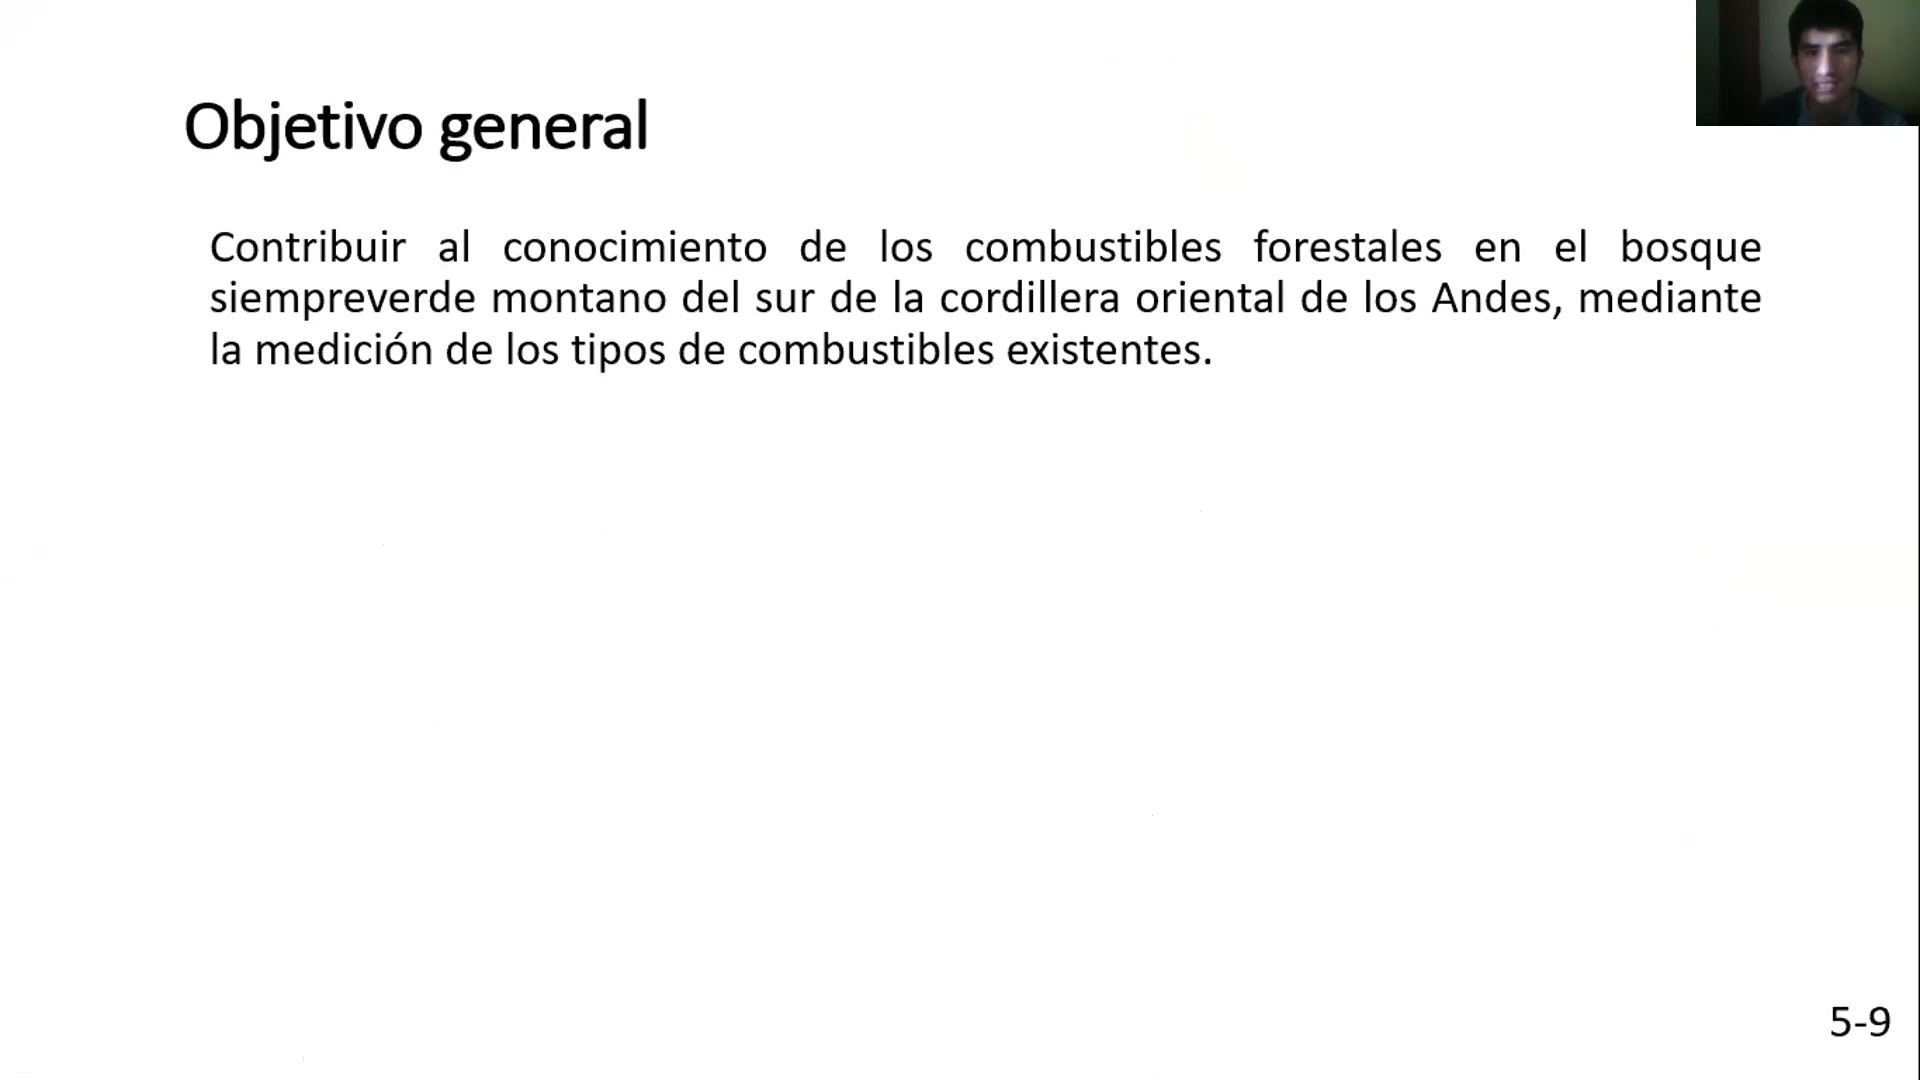 Objetivo general
Contribuir al conocimiento de los combustibles forestales en el bosque
siempreverde montano del sur de la cordillera oriental de los Andes, mediante
la medición de los tipos de combustibles existentes.
5-9